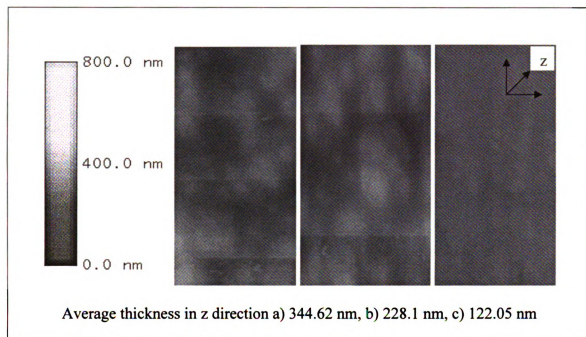 800.0 nm
400.0 nm
0.0 nm
z
Average thickness in z direction a) 344.62 nm, b) 228.1 nm, c) 122.05 nm